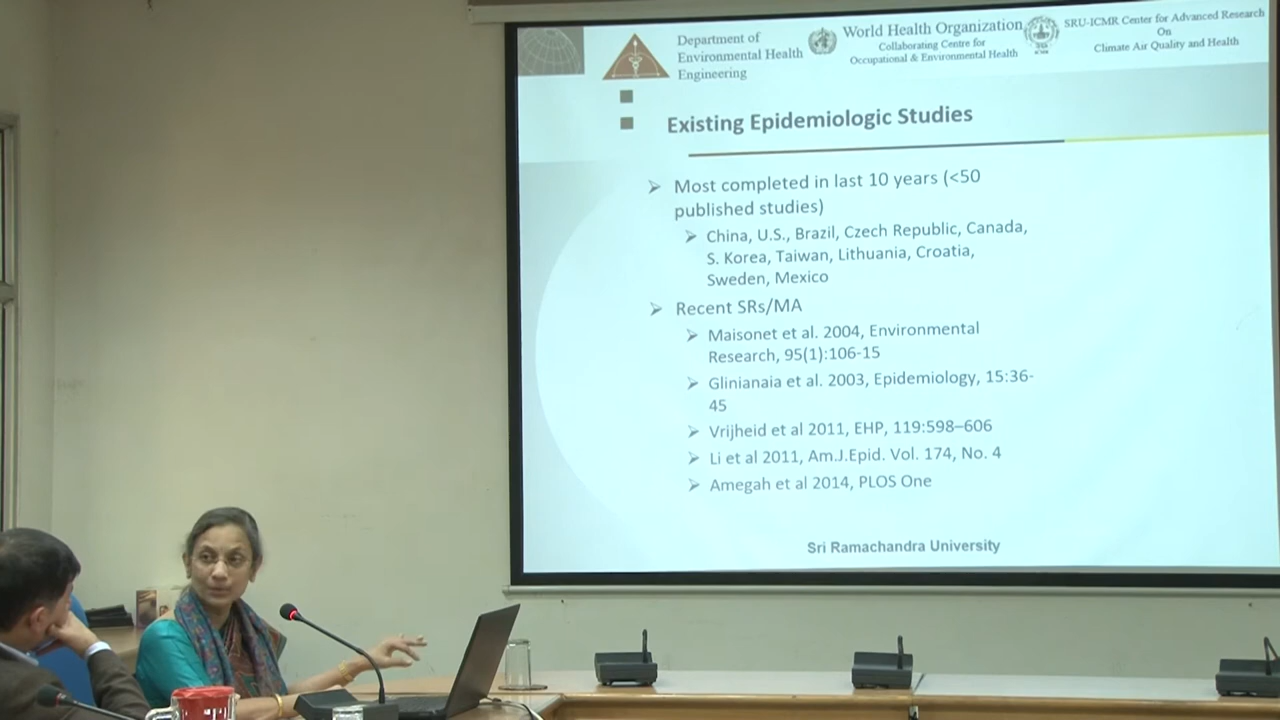 Department of
Environmental Health
Engineering
World Health Organization
Collaborating Centre for
Occupational & Environmental Health
SRU-ICMR Center for Advanced Research
On
Climate Air Quality and Health
Existing Epidemiologic Studies
Most completed in last 10 years (<50
published studies)
China, U.S., Brazil, Czech Republic, Canada,
S. Korea, Taiwan, Lithuania, Croatia,
Sweden, Mexico
Recent SRs/MA
Maisonet et al. 2004, Environmental
Research, 95(1):106-15
Glinianaia et al. 2003, Epidemiology, 15:36-
45
Vrijheid et al 2011, EHP, 119:598–606
Li et al 2011, Am.J.Epid. Vol. 174, No. 4
Amegah et al 2014, PLOS One
Sri Ramachandra University